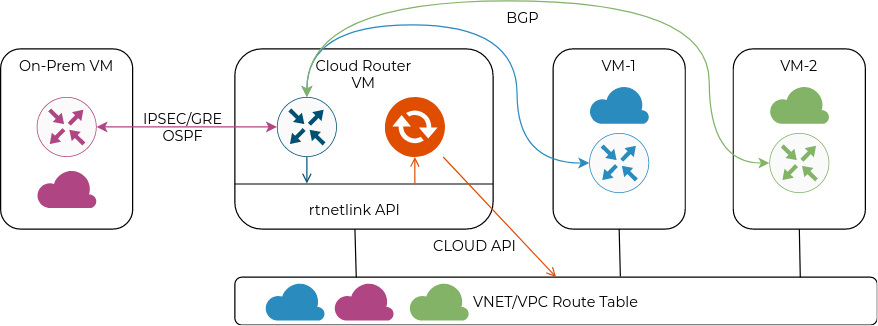 BGP
On-Prem VM
Cloud Router
VM
VM-1
VM-2
IPSEC/GRE
OSPF
rtnetlink API
CLOUD API
VNET/VPC Route Table